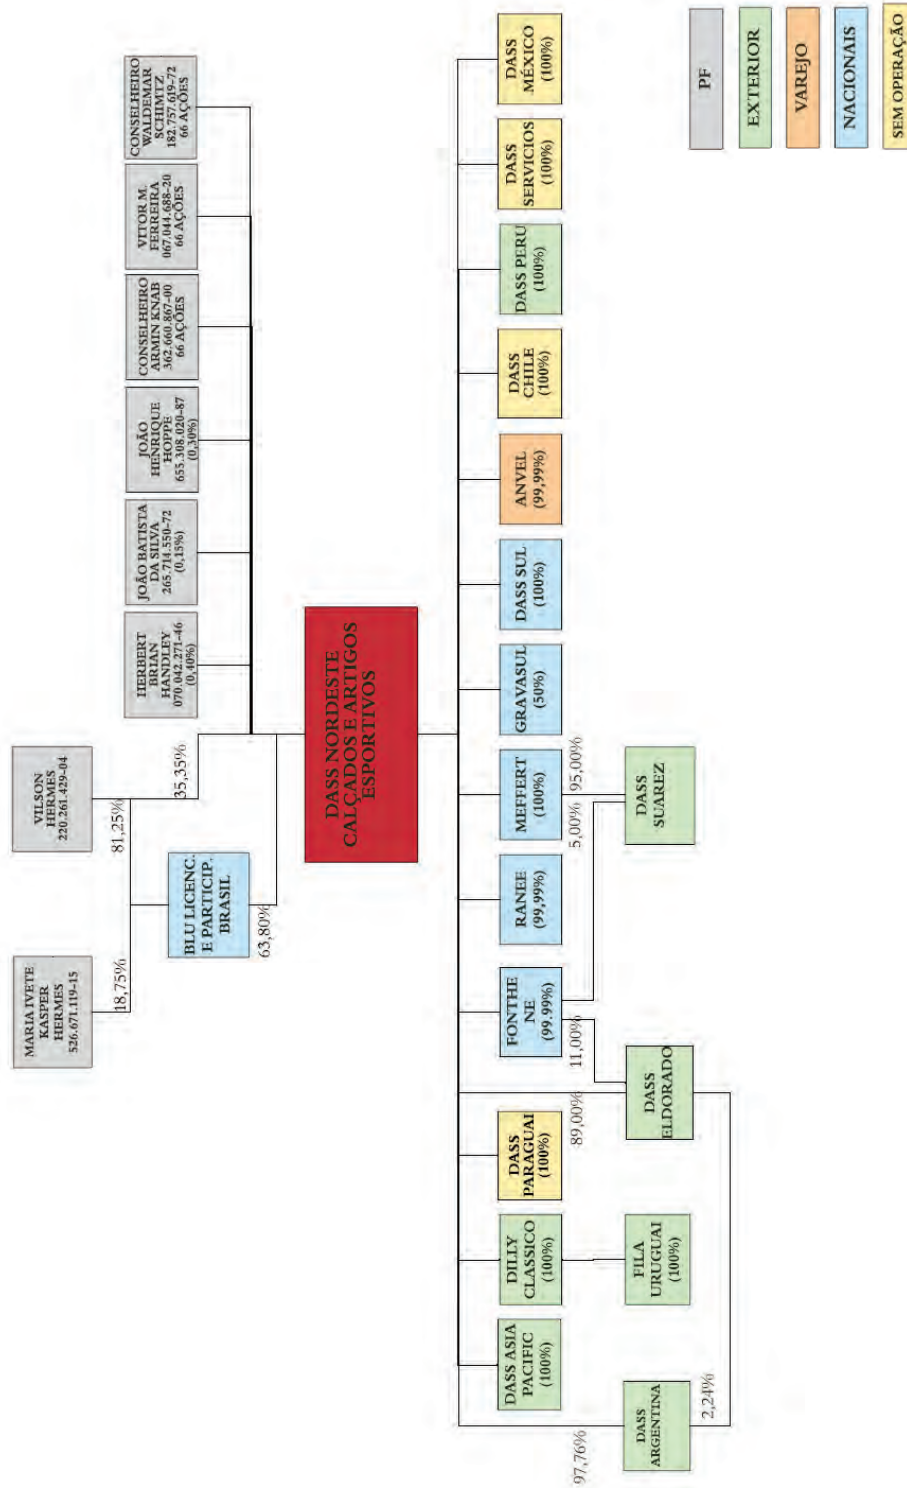 MARIA IVETE
KASPER
HERMES
526.671.119-15
VILSON
HERMES
220.261.429-04
18,75%
81,25%
BLU LICENC.
E PARTICIP.
BRASIL
63,80%
35,35%
HERBERT
BRIAN
HANDLEY
070.042.271-46
(0,40%)
JOÃO BATISTA
DA SILVA
265.714.550-72
(0,15%)
JOÃO
HENRIQUE
HOPPE
655.308.020-87
(0,30%)
CONSELHEIRO
ARMIN KNAB
362.660.867-00
66 AÇÕES
VITOR M.
FERREIRA
067.044.688-20
66 AÇÕES
CONSELHEIRO
WALDEMAR
SCHIMTZ
182.757.619-72
66 AÇÕES
DASS NORDESTE
CALÇADOS E ARTIGOS
ESPORTIVOS
DASS ASIA
PACIFIC
(100%)
DILLY
CLASSICO
(100%)
DASS
PARAGUAI
(100%)
FONTHE
NE
(99.99%)
RANEE
(99,99%)
MEFFERT
(100%)
GRAVASUL
(50%)
DASS SUL
(100%)
ANVEL
(99,99%)
DASS
CHILE
(100%)
DASS PERU
(100%)
DASS
SERVICIOS
(100%)
DASS
MÉXICO
(100%)
97,76%
89,00%
11,00%
5,00%
95,00%
DASS
ARGENTINA
FILA
URUGUAI
(100%)
DASS
ELDORADO
DASS
SUAREZ
2,24%
PF
EXTERIOR
VAREJO
NACIONAIS
SEM OPERAÇÃO